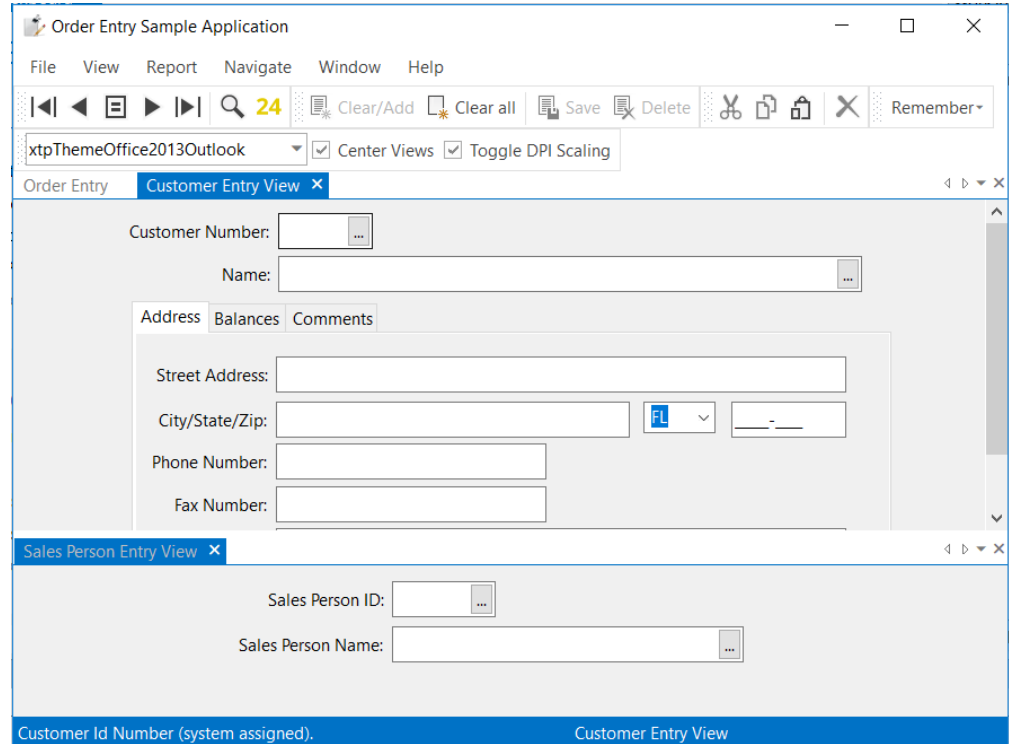 Order Entry Sample Application
File View Report Navigate Window Help
24 Clear/Add Clear all Save Delete Remember
xtpThemeOffice2013Outlook Center Views Toggle DPI Scaling
Order Entry Customer Entry View
Customer Number: ...
Name: ...
Address Balances Comments
Street Address:
City/State/Zip: FL ____-___
Phone Number:
Fax Number:
Sales Person Entry View
Sales Person ID: ...
Sales Person Name: ...
Customer Id Number (system assigned). Customer Entry View